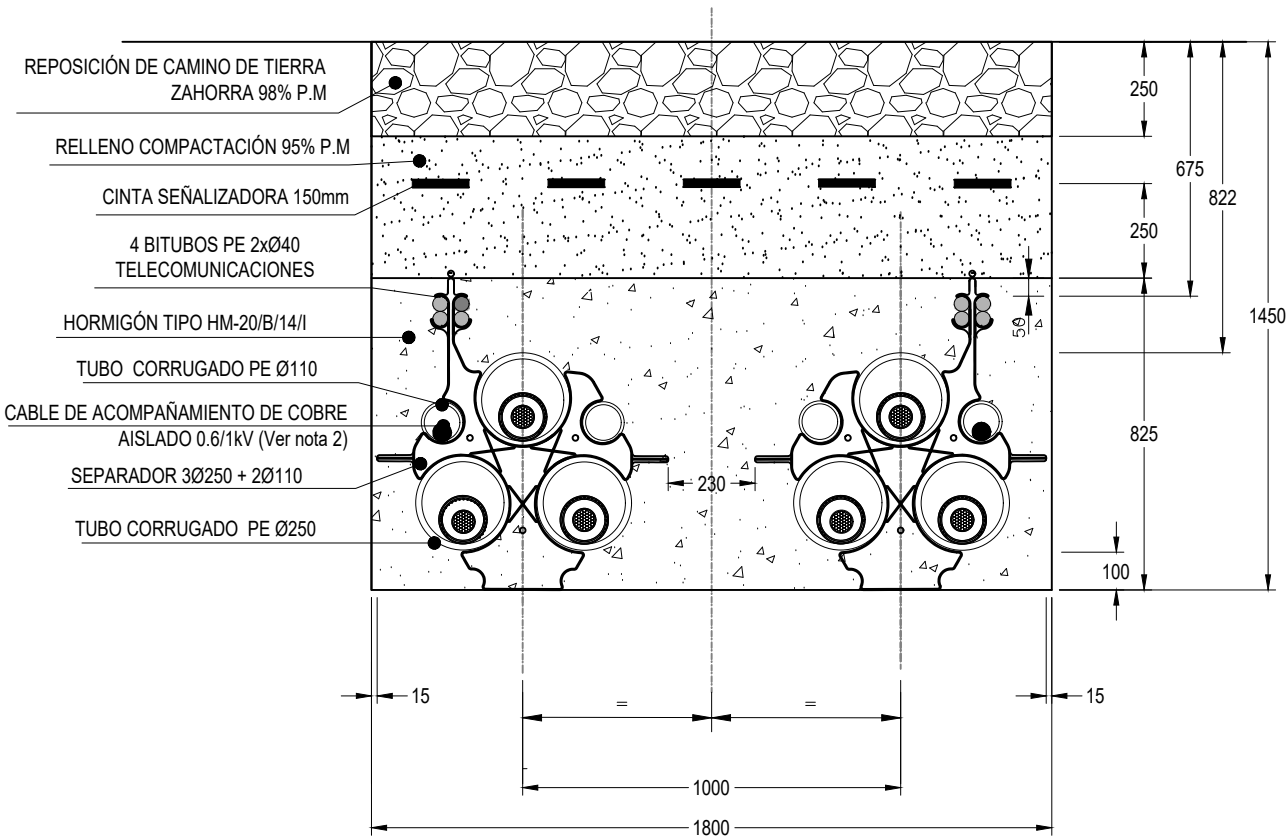 REPOSICIÓN DE CAMINO DE TIERRA
ZAHORRA 98% P.M
RELLENO COMPACTACIÓN 95% P.M
CINTA SEÑALIZADORA 150mm
4 BITUBOS PE 2xØ40
TELECOMUNICACIONES
HORMIGÓN TIPO HM-20/B/14/I
TUBO CORRUGADO PE Ø110
CABLE DE ACOMPAÑAMIENTO DE COBRE
AISLADO 0.6/1kV (Ver nota 2)
SEPARADOR 3Ø250 + 2Ø110
TUBO CORRUGADO PE Ø250
250
675
822
250
50
1450
825
230
100
15
15
=
=
1000
1800